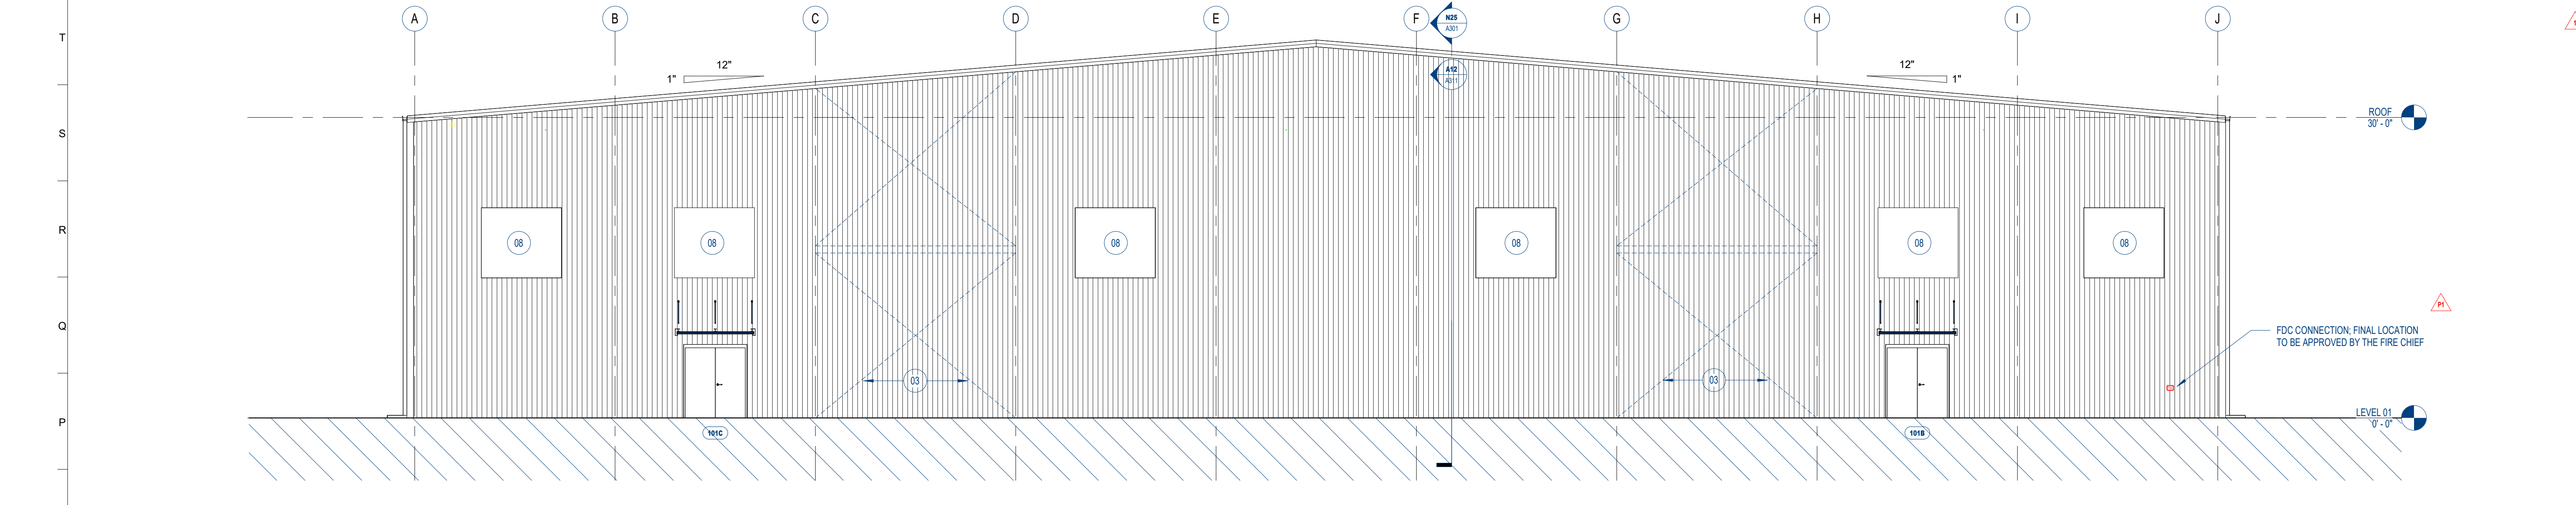 A B C D E F G H I J
N25
A301
T
12"
1"
12"
1"
A12
A311
ROOF
30' - 0"
S
R
08 08 08 08 08 08
P1
Q
FDC CONNECTION; FINAL LOCATION
TO BE APPROVED BY THE FIRE CHIEF
03 03
LEVEL 01
0' - 0"
P
101C 101B